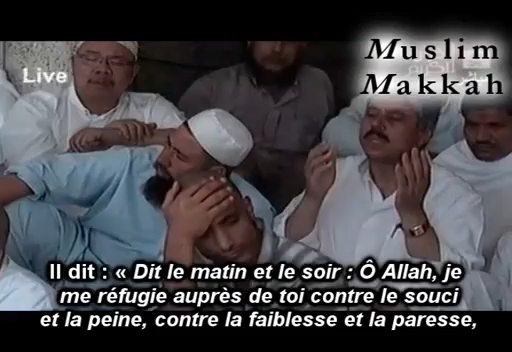 Live
Muslim
Makkah
Il dit : « Dit le matin et le soir : Ô Allah, je
me réfugie auprès de toi contre le souci
et la peine, contre la faiblesse et la paresse,